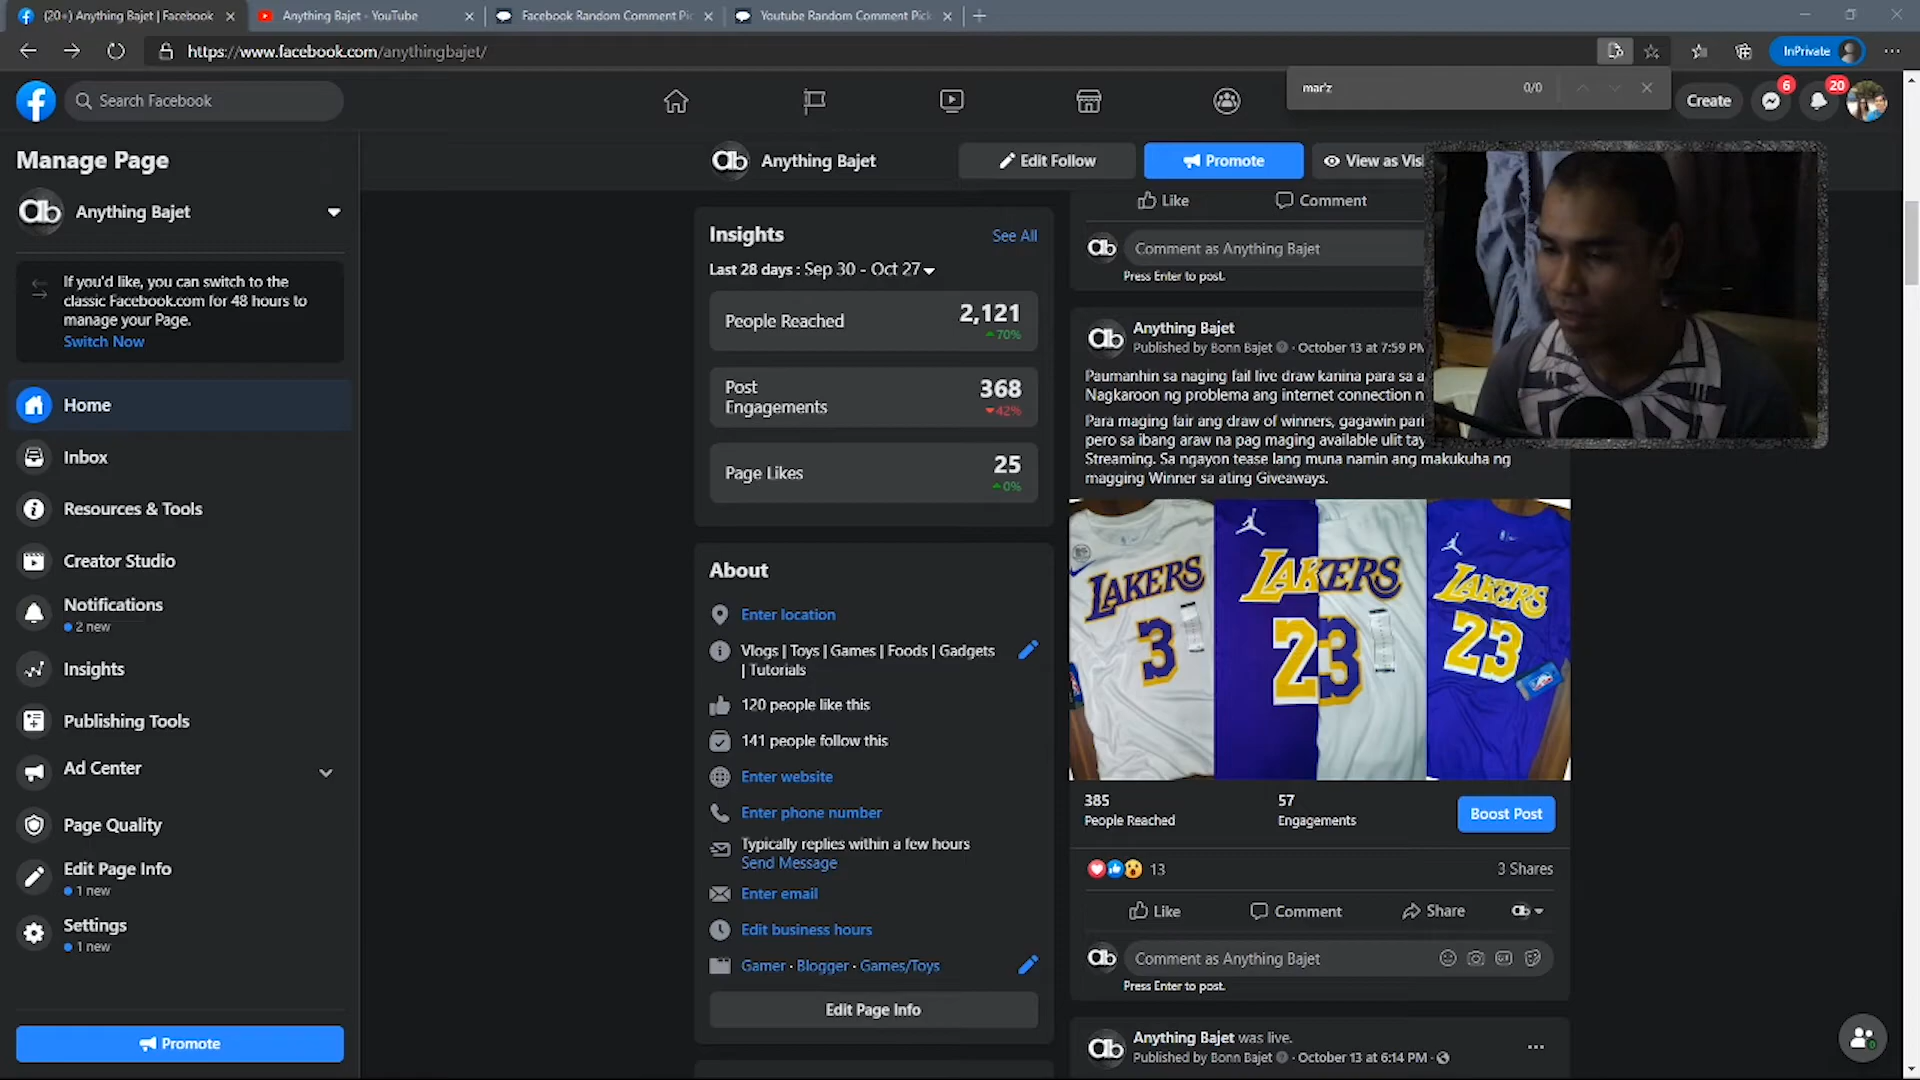 (20+) Anything Bajet | Facebook
Anything Bajet - YouTube
Facebook Random Comment Pic
Youtube Random Comment Pick
https://www.facebook.com/anythingbajet/
InPrivate
Search Facebook
mar'z
0/0
Create
6
20
Manage Page
Anything Bajet
If you'd like, you can switch to the
classic Facebook.com for 48 hours to
manage your Page.
Switch Now
Home
Inbox
Resources & Tools
Creator Studio
Notifications
2 new
Insights
Publishing Tools
Ad Center
Page Quality
Edit Page Info
1 new
Settings
1 new
Promote
ab Anything Bajet
Edit Follow
Promote
View as Visi
Insights
See All
Last 28 days : Sep 30 - Oct 27
People Reached
2,121
70%
Post
Engagements
368
42%
Page Likes
25
0%
About
Enter location
Vlogs | Toys | Games | Foods | Gadgets
| Tutorials
120 people like this
141 people follow this
Enter website
Enter phone number
Typically replies within a few hours
Send Message
Enter email
Edit business hours
Gamer · Blogger · Games/Toys
Edit Page Info
Like
Comment
Comment as Anything Bajet
Press Enter to post.
Anything Bajet
Published by Bonn Bajet · October 13 at 7:59 PM
Paumanhin sa naging fail live draw kanina para sa a
Nagkaroon ng problema ang internet connection n
Para maging fair ang draw of winners, gagawin pari
pero sa ibang araw na pag maging available ulit tay
Streaming. Sa ngayon tease lang muna namin ang makukuha ng
magging Winner sa ating Giveaways.
LAKERS
3
LAKERS
23
LAKERS
23
385
People Reached
57
Engagements
Boost Post
13
3 Shares
Like
Comment
Share
Comment as Anything Bajet
Press Enter to post.
Anything Bajet was live.
Published by Bonn Bajet · October 13 at 6:14 PM ·